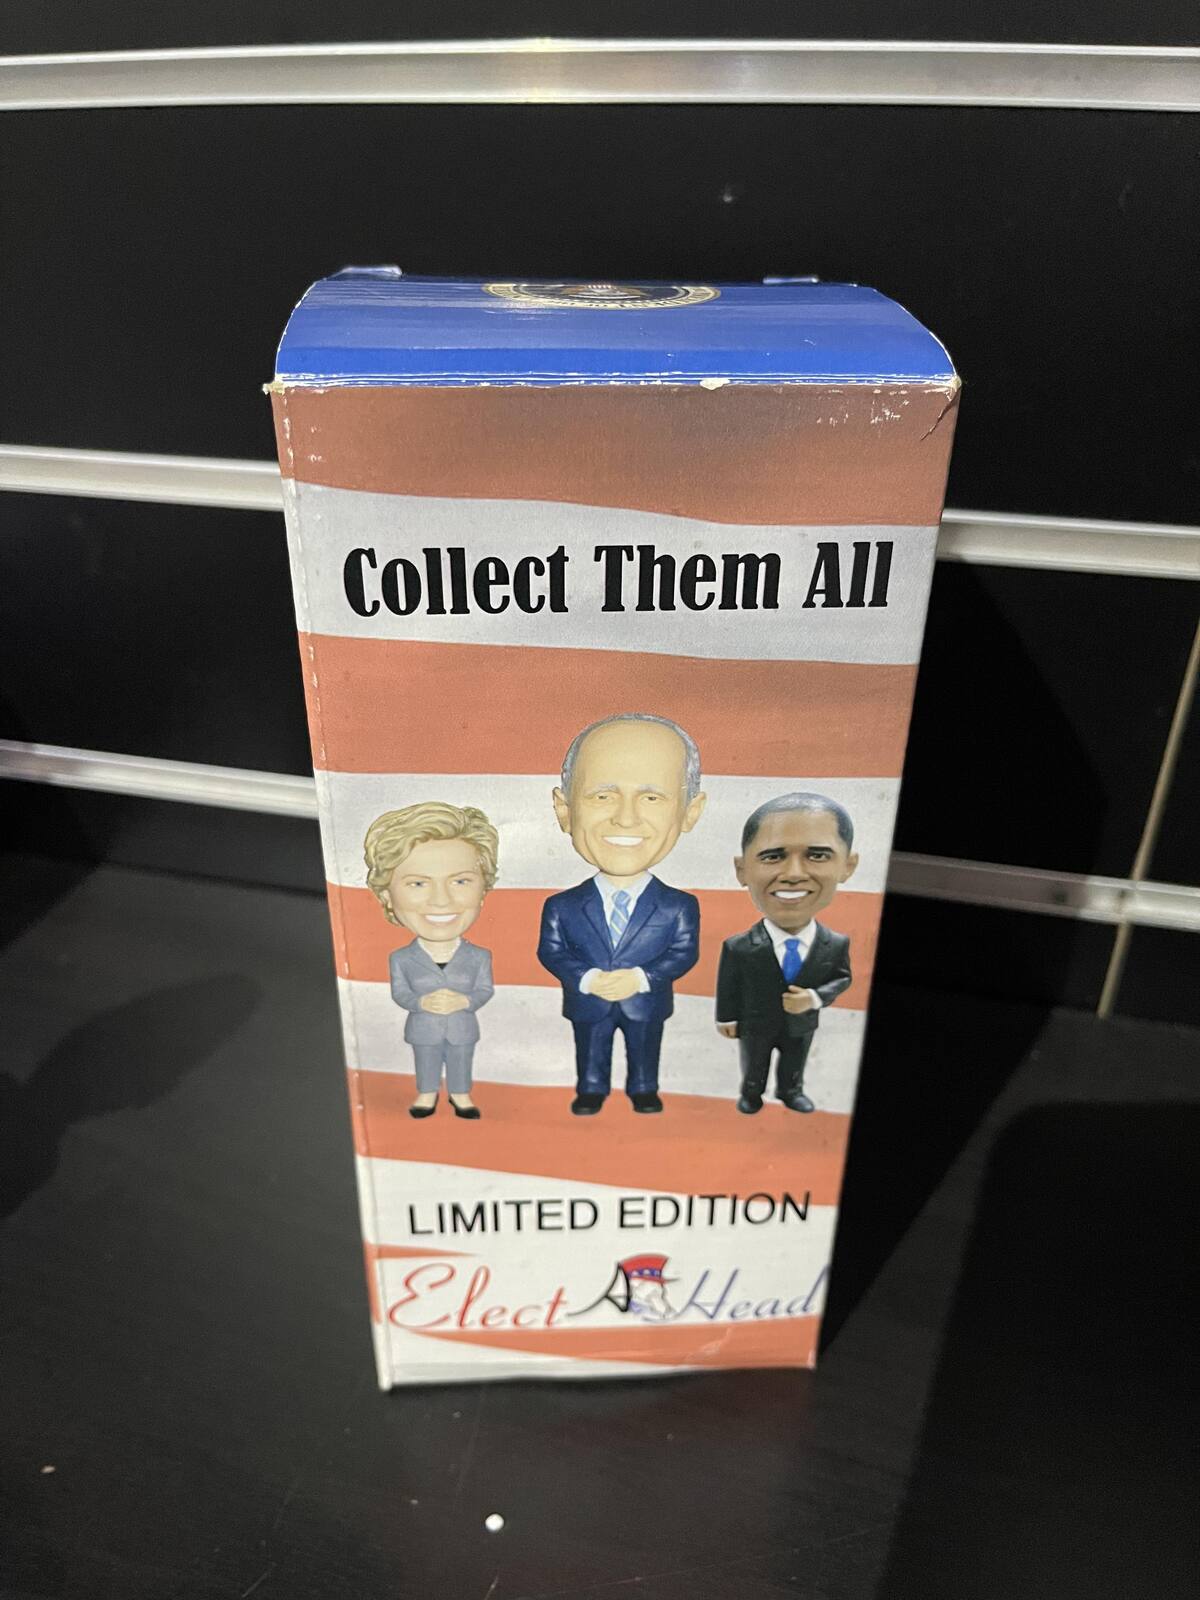 Collect Them All
LIMITED EDITION
Elect A Head